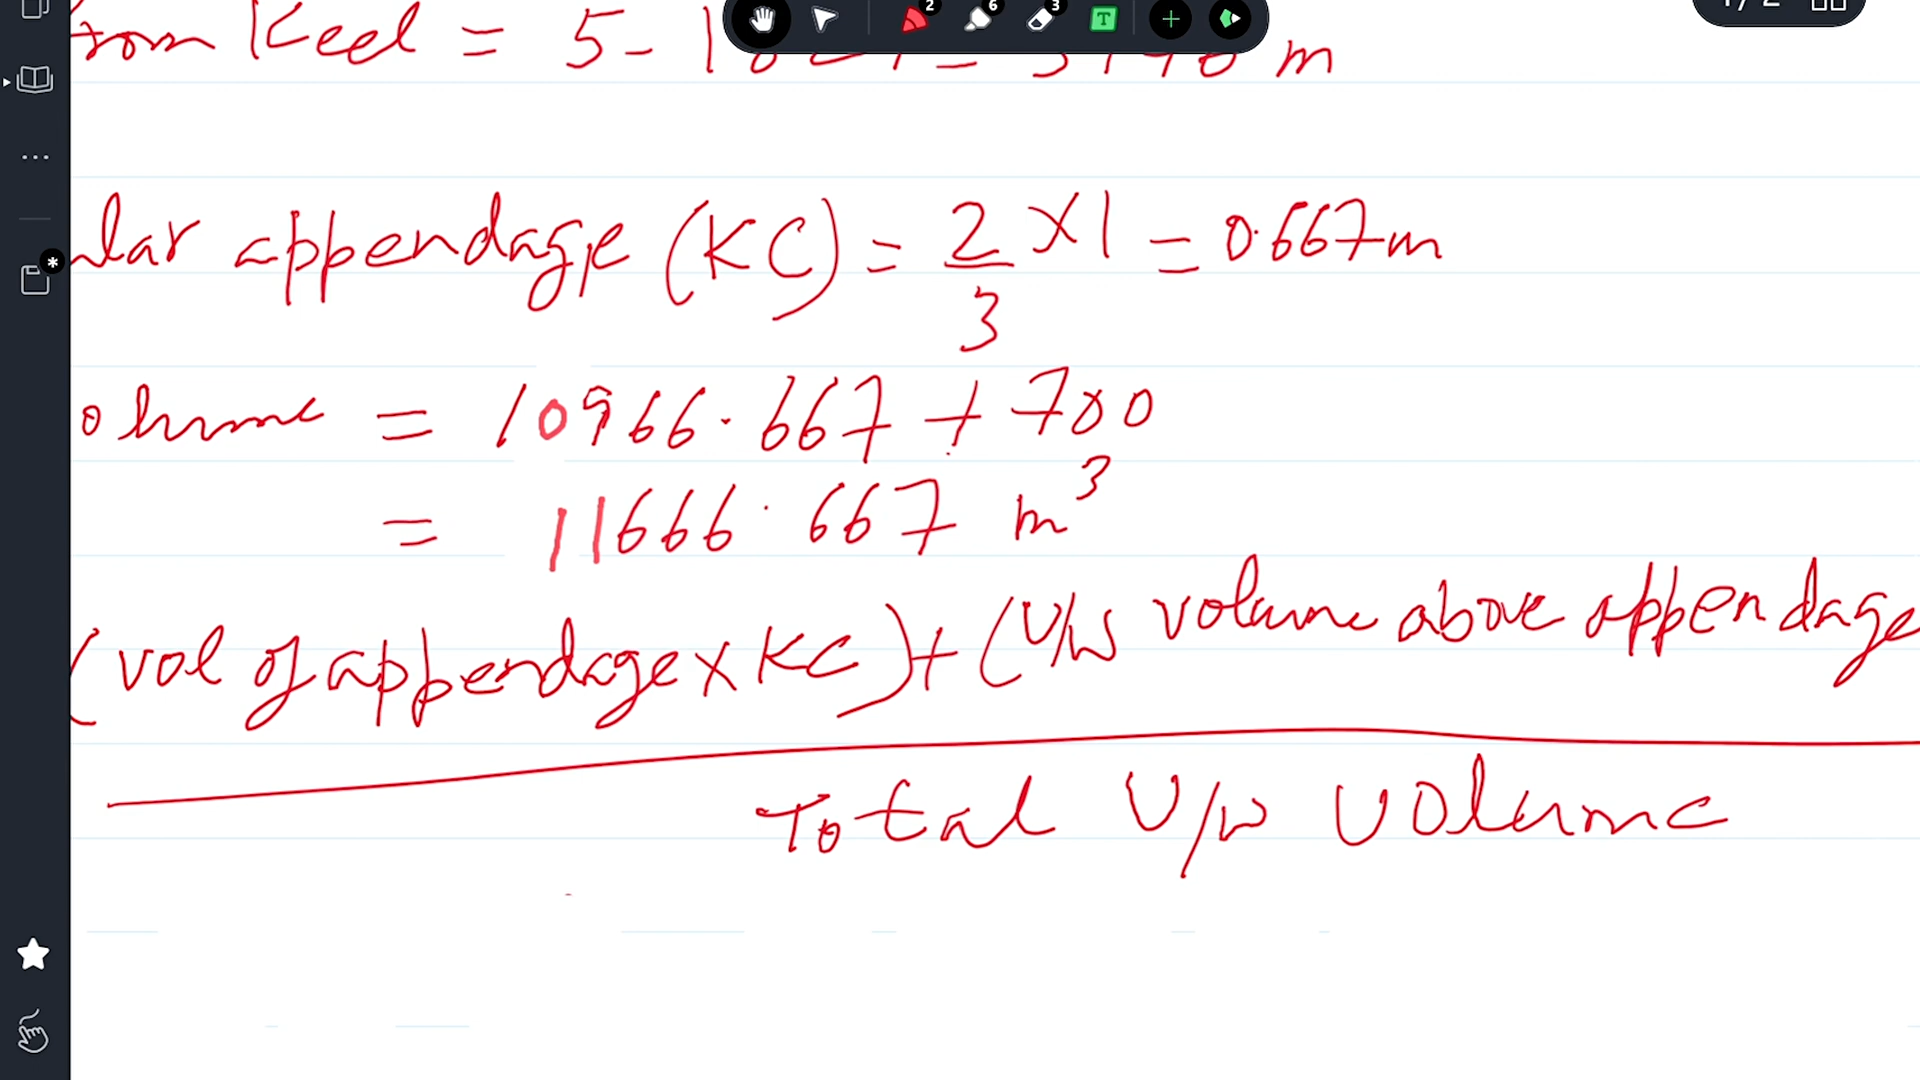 from Keel = 5 - m
lar appendage (KC) = 2/3 X 1 = 0.667m
olume = 10966.667 + 700
= 11666.667 m³
(vol of appendage x KC) + (U/W volume above appendage
Total U/W volume